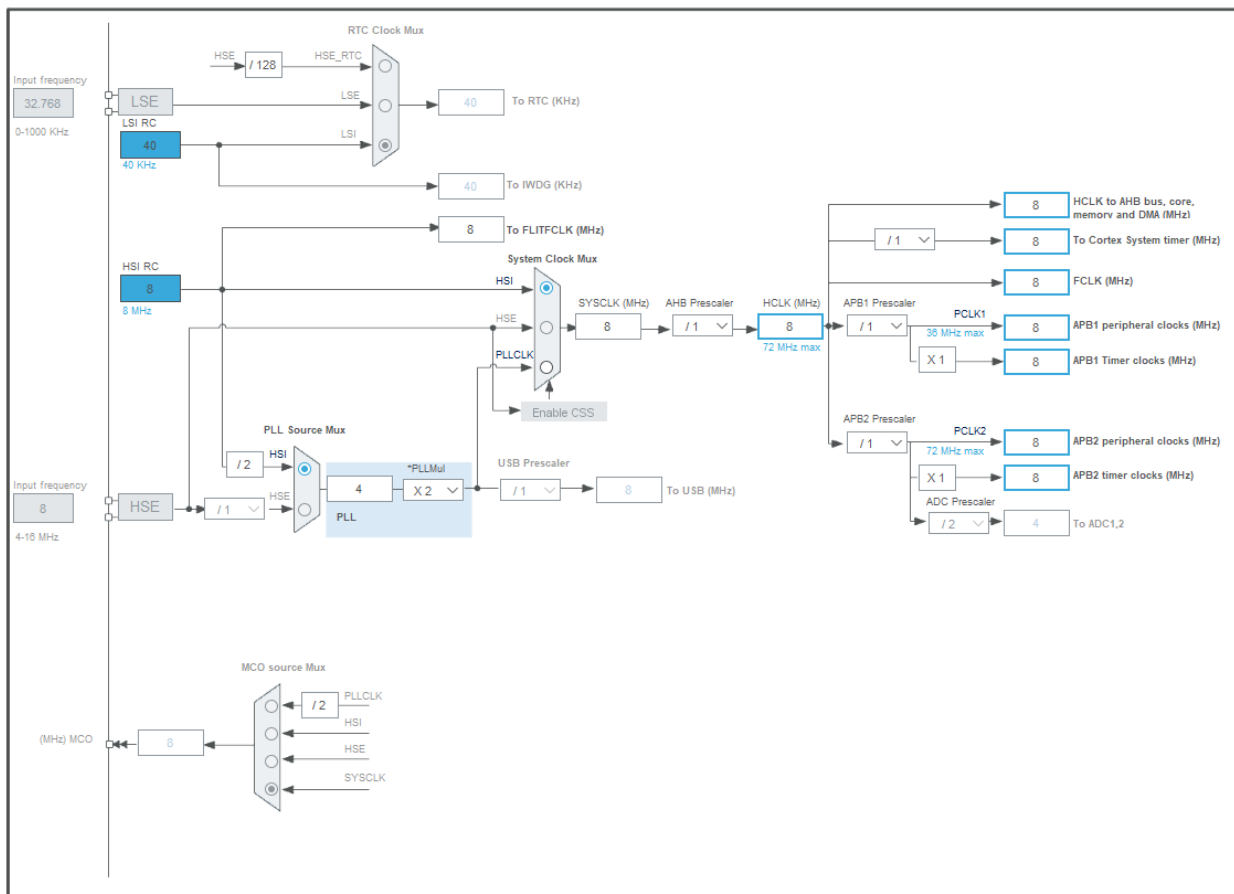 RTC Clock Mux
HSE
/ 128
HSE_RTC
Input frequency
32.768
0-1000 KHz
LSE
LSE
40
To RTC (KHz)
LSI RC
40
40 KHz
LSI
40
To IWDG (KHz)
8
To FLITFCLK (MHz)
HSI RC
8
8 MHz
System Clock Mux
HSI
HSE
PLLCLK
Enable CSS
SYSCLK (MHz)
8
AHB Prescaler
/ 1
HCLK (MHz)
8
72 MHz max
8
HCLK to AHB bus, core,
memory and DMA (MHz)
/ 1
8
To Cortex System timer (MHz)
8
FCLK (MHz)
APB1 Prescaler
/ 1
PCLK1
36 MHz max
8
APB1 peripheral clocks (MHz)
X 1
8
APB1 Timer clocks (MHz)
APB2 Prescaler
/ 1
PCLK2
72 MHz max
8
APB2 peripheral clocks (MHz)
X 1
8
APB2 timer clocks (MHz)
ADC Prescaler
/ 2
4
To ADC1,2
PLL Source Mux
/ 2
HSI
HSE
/ 1
4
*PLLMul
X 2
PLL
USB Prescaler
/ 1
8
To USB (MHz)
Input frequency
8
4-16 MHz
HSE
MCO source Mux
/ 2
PLLCLK
HSI
HSE
SYSCLK
(MHz) MCO
8